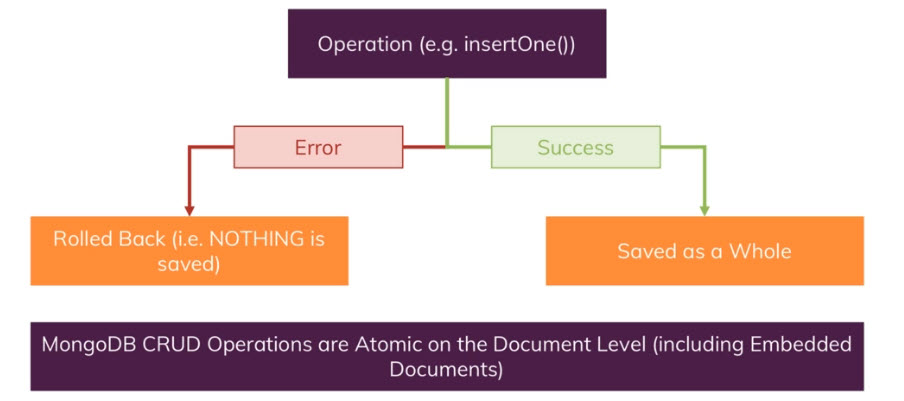 Operation (e.g. insertOne())
Error
Success
Rolled Back (i.e. NOTHING is
saved)
Saved as a Whole
MongoDB CRUD Operations are Atomic on the Document Level (including Embedded
Documents)